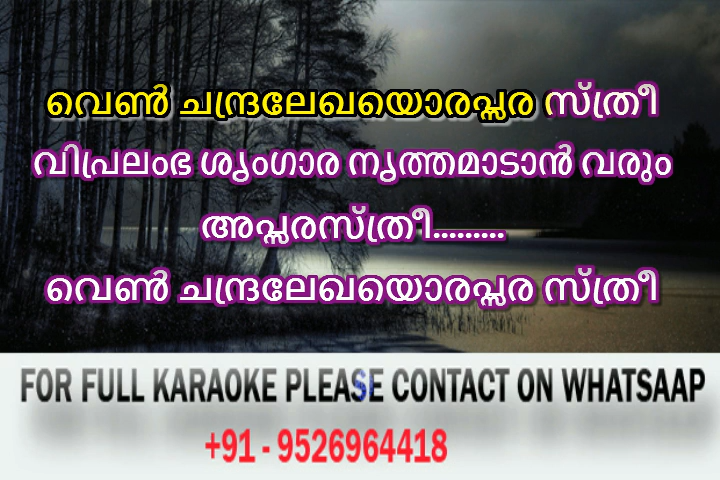 വെൺ ചന്ദ്രലേഖയൊരപ്സര സ്ത്രീ
വിപ്രലംഭ ശൃംഗാര നൃത്തമാടാൻ വരും
അപ്സരസ്ത്രീ.........
വെൺ ചന്ദ്രലേഖയൊരപ്സര സ്ത്രീ
FOR FULL KARAOKE PLEASE CONTACT ON WHATSAAP
+91 - 9526964418